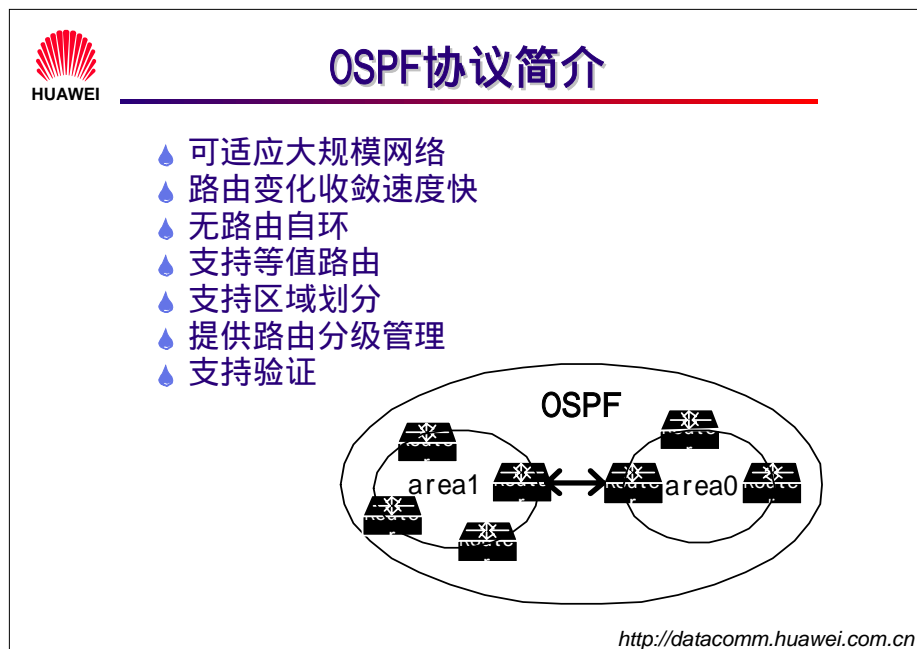 HUAWEI
OSPF协议简介
可适应大规模网络
路由变化收敛速度快
无路由自环
支持等值路由
支持区域划分
提供路由分级管理
支持验证
OSPF
area1
area0
http://datacomm.huawei.com.cn